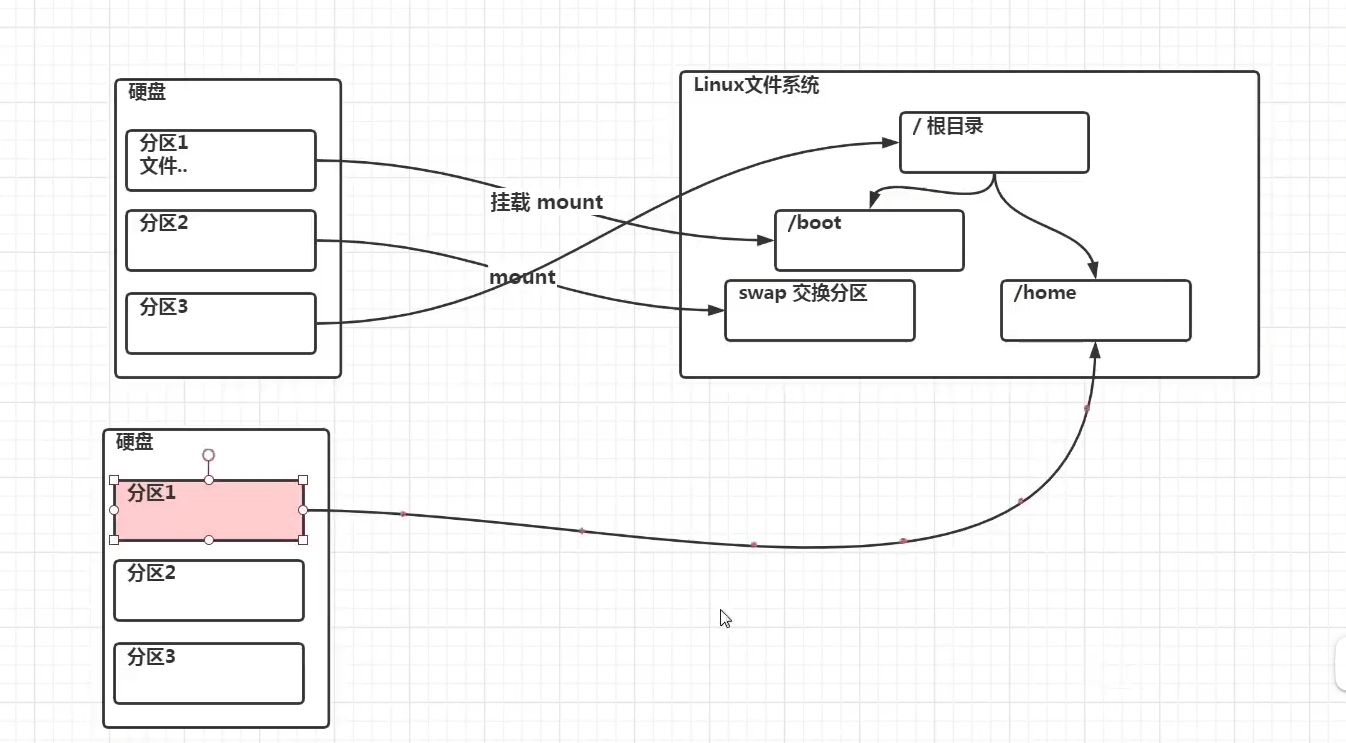 硬盘
分区1
文件..
分区2
分区3
挂载 mount
mount
Linux文件系统
/ 根目录
/boot
swap 交换分区
/home
硬盘
分区1
分区2
分区3